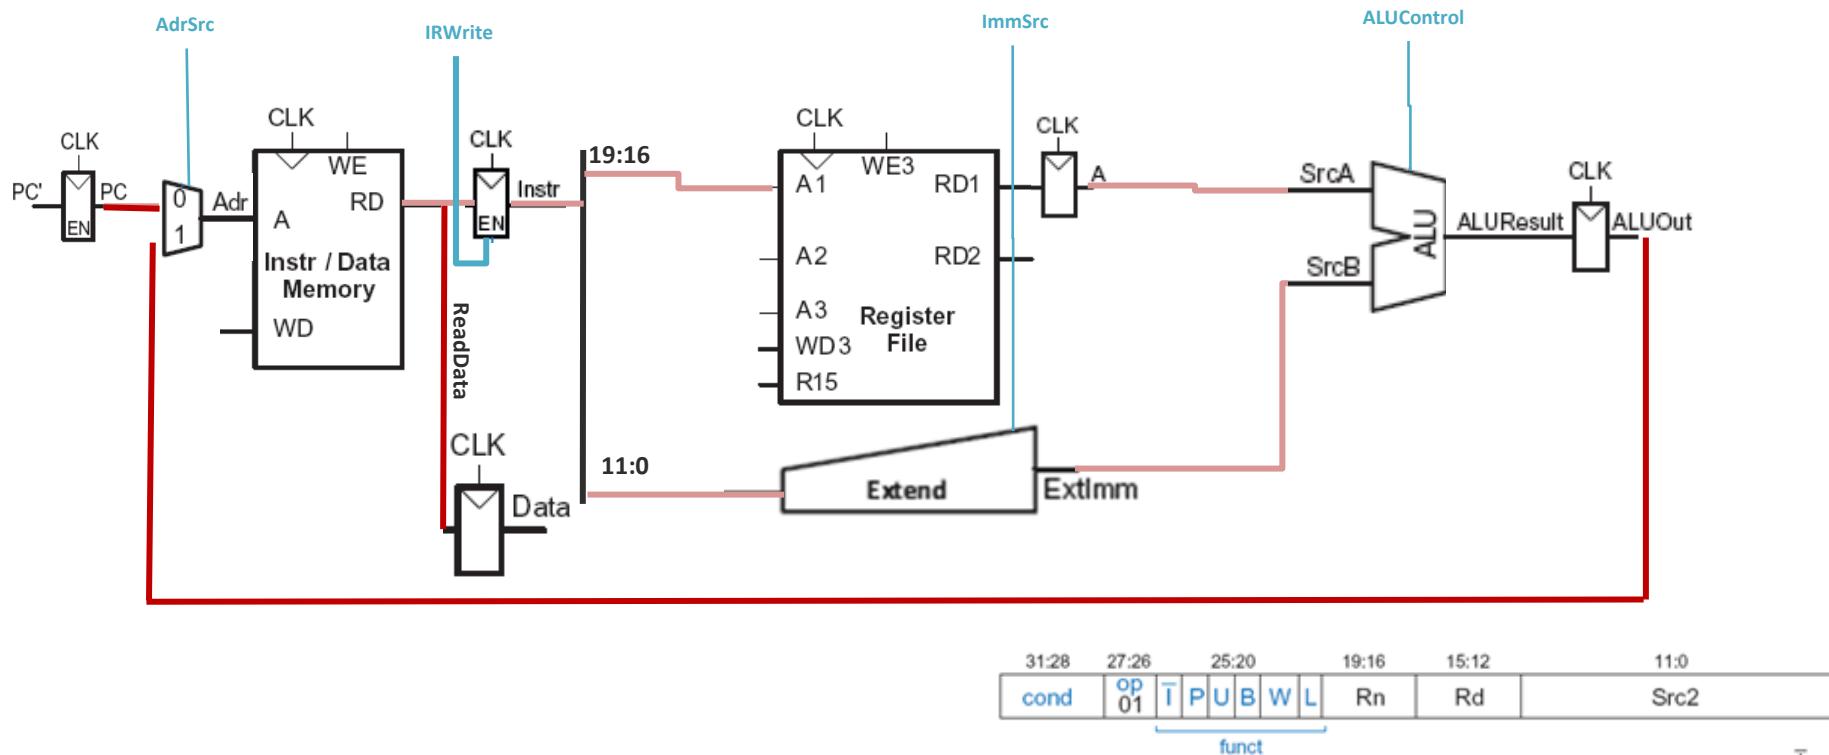 AdrSrc
IRWrite
ImmSrc
ALUControl
CLK
CLK
CLK
CLK
CLK
CLK
PC'
PC
EN
0
1
Adr
WE
RD
A
Instr / Data
Memory
WD
Instr
EN
19:16
A1
WE3
RD1
A
A2
RD2
A3
Register
File
WD3
R15
SrcA
SrcB
ALU
ALUResult
ALUOut
ReadData
CLK
Data
11:0
Extend
ExtImm
31:28 27:26 25:20 19:16 15:12 11:0
cond op 01 I P U B W L Rn Rd Src2
funct